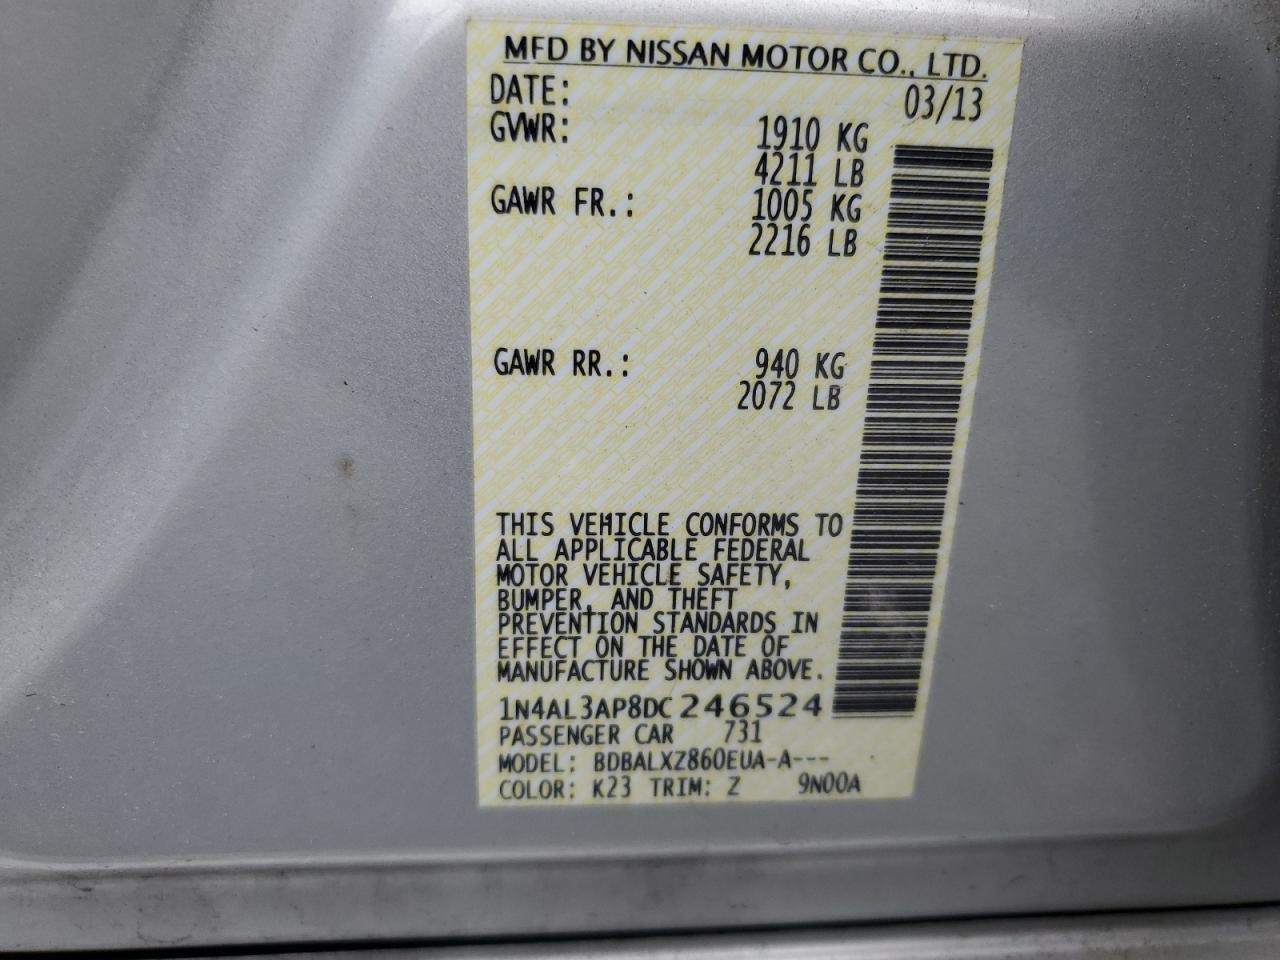 MFD BY NISSAN MOTOR CO., LTD.
DATE: 03/13
GVWR: 1910 KG
4211 LB
GAWR FR.: 1005 KG
2216 LB
GAWR RR.: 940 KG
2072 LB
THIS VEHICLE CONFORMS TO
ALL APPLICABLE FEDERAL
MOTOR VEHICLE SAFETY,
BUMPER, AND THEFT
PREVENTION STANDARDS IN
EFFECT ON THE DATE OF
MANUFACTURE SHOWN ABOVE.
1N4AL3AP8DC246524
PASSENGER CAR 731
MODEL: BDBALXZ860EUA-A---
COLOR: K23 TRIM: Z 9N00A